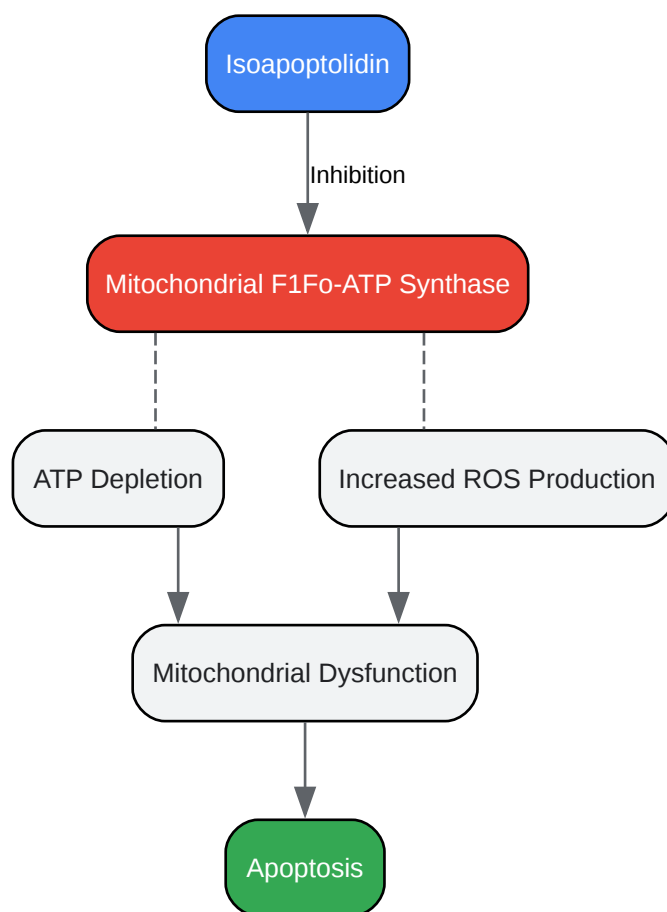 Isoapoptolidin
Inhibition
Mitochondrial F1Fo-ATP Synthase
ATP Depletion
Increased ROS Production
Mitochondrial Dysfunction
Apoptosis